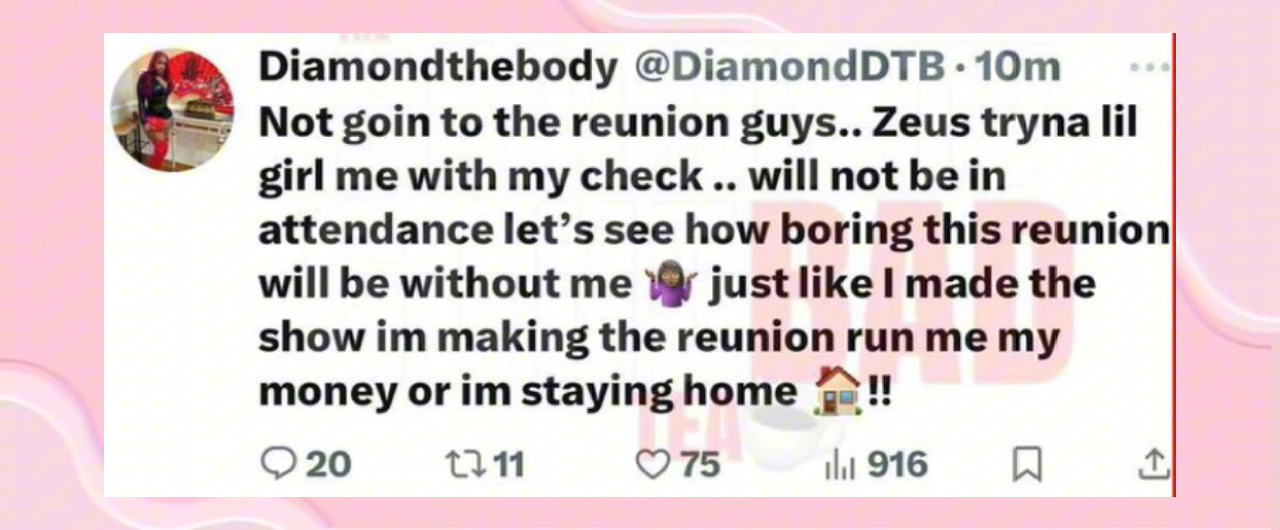 Diamondthebody @DiamondDTB · 10m
Not goin to the reunion guys.. Zeus tryna lil
girl me with my check .. will not be in
attendance let’s see how boring this reunion
will be without me 🤷🏾‍♀️ just like I made the
show im making the reunion run me my
money or im staying home 🏠!!
20 11 75 916
BAD
TEA